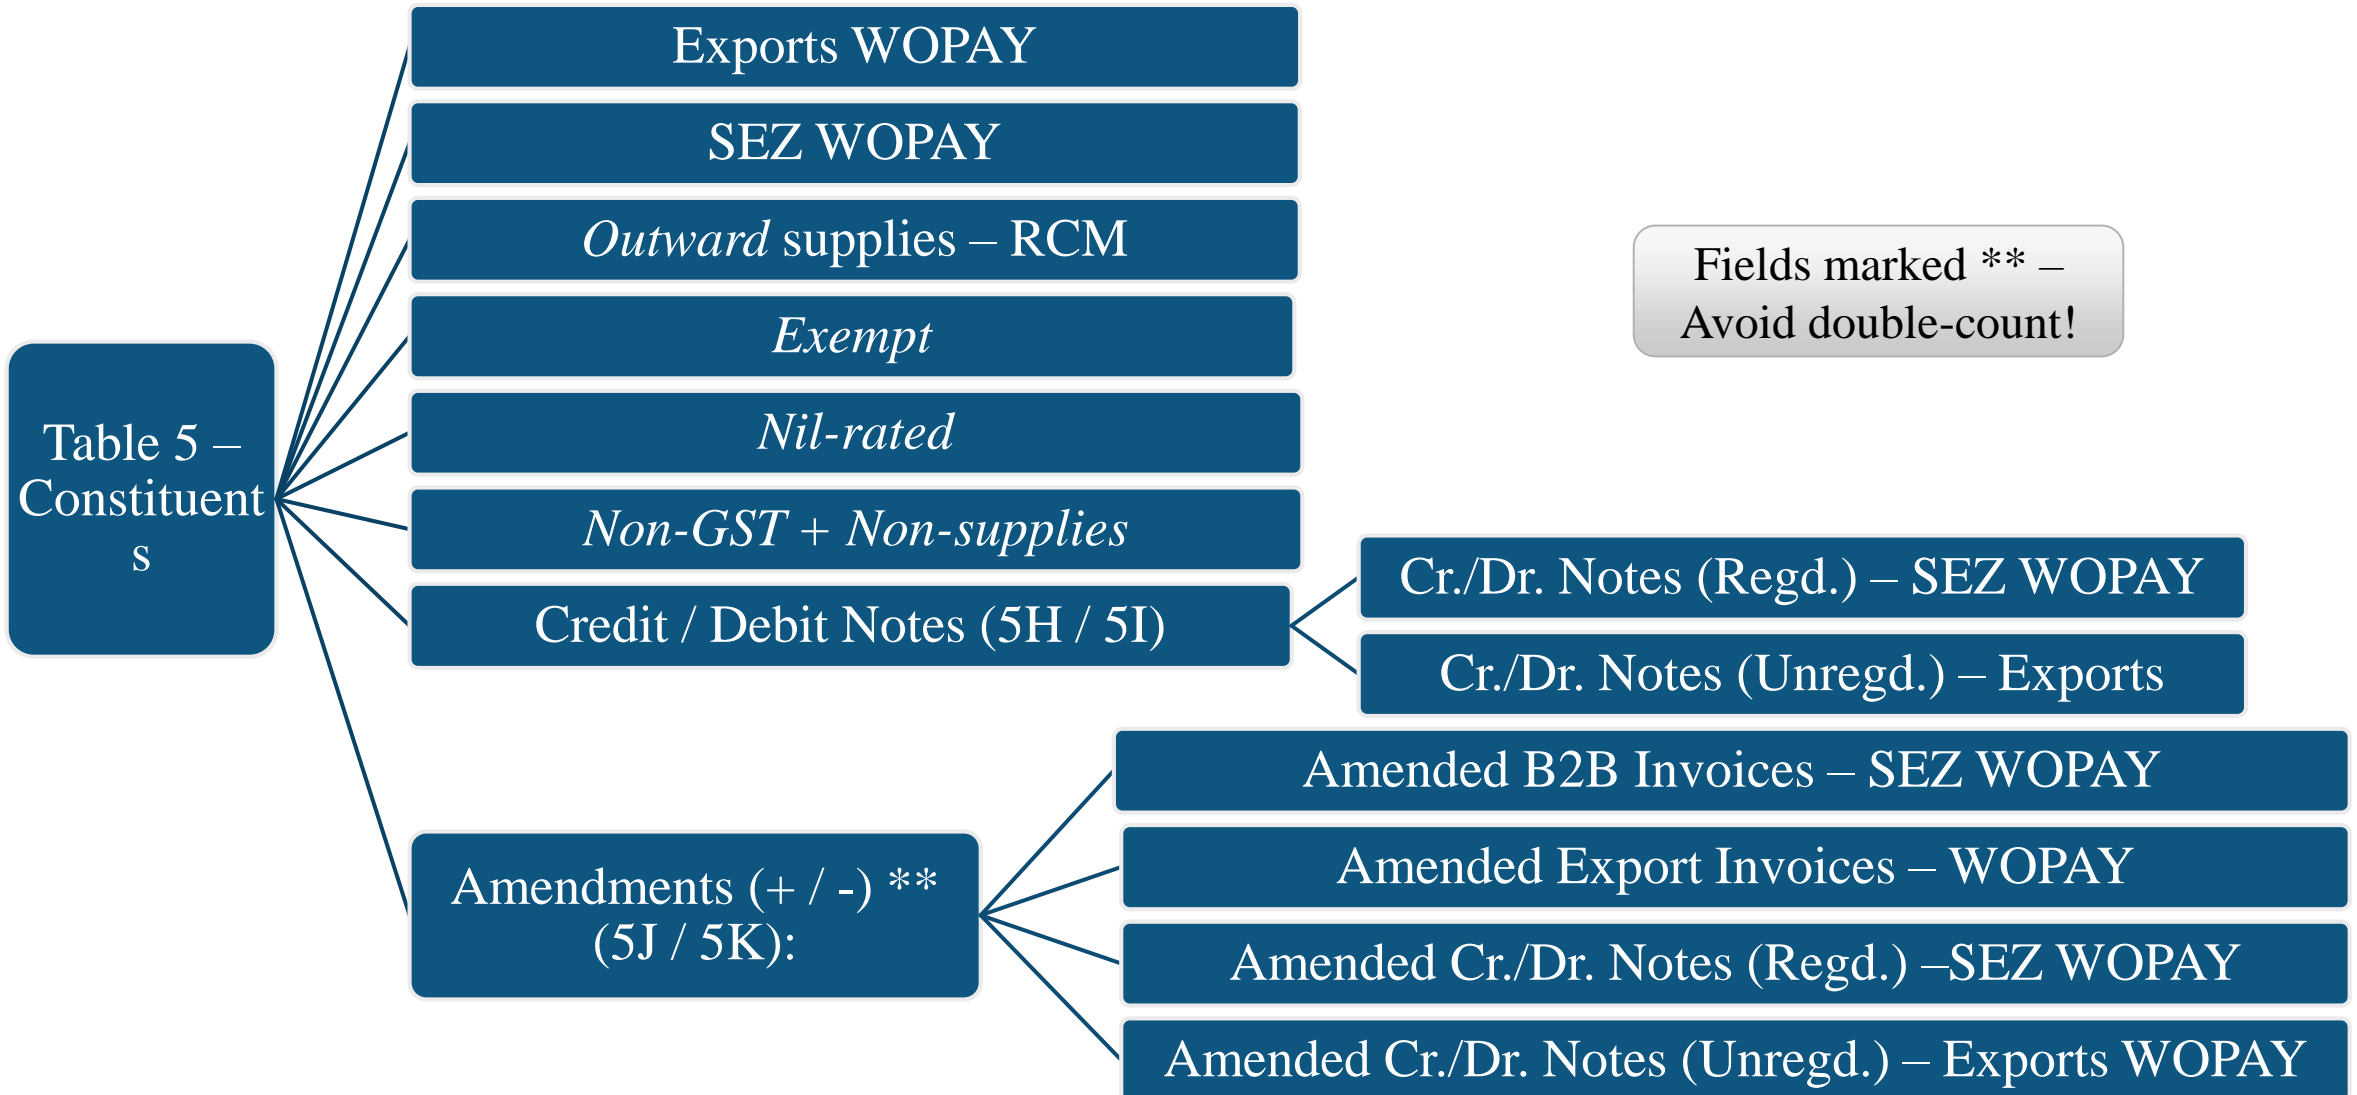 Exports WOPAY
SEZ WOPAY
Outward supplies – RCM
Exempt
Nil-rated
Non-GST + Non-supplies
Credit / Debit Notes (5H / 5I)
Cr./Dr. Notes (Regd.) – SEZ WOPAY
Cr./Dr. Notes (Unregd.) – Exports
Table 5 –
Constituent
s
Amendments (+ / -) **
(5J / 5K):
Amended B2B Invoices – SEZ WOPAY
Amended Export Invoices – WOPAY
Amended Cr./Dr. Notes (Regd.) –SEZ WOPAY
Amended Cr./Dr. Notes (Unregd.) – Exports WOPAY
Fields marked ** –
Avoid double-count!